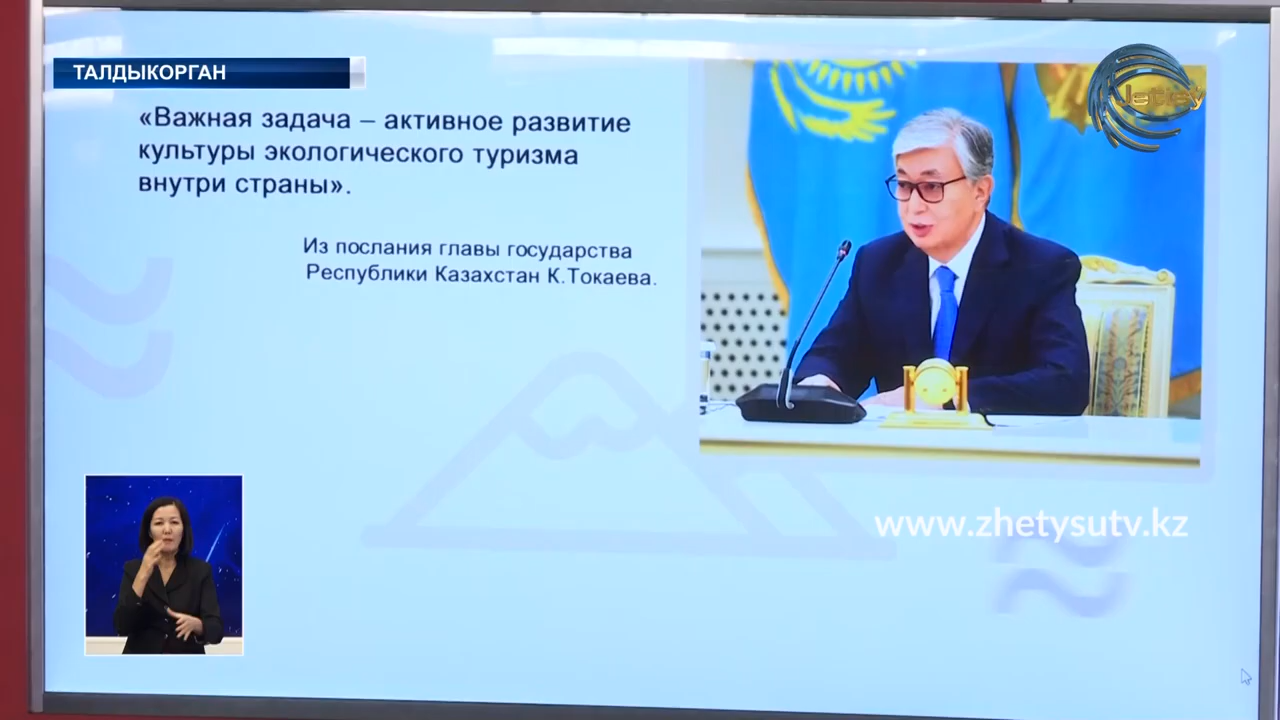 ТАЛДЫКОРГАН
Jetisy
«Важная задача – активное развитие
культуры экологического туризма
внутри страны».
Из послания главы государства
Республики Казахстан К.Токаева.
www.zhetysutv.kz